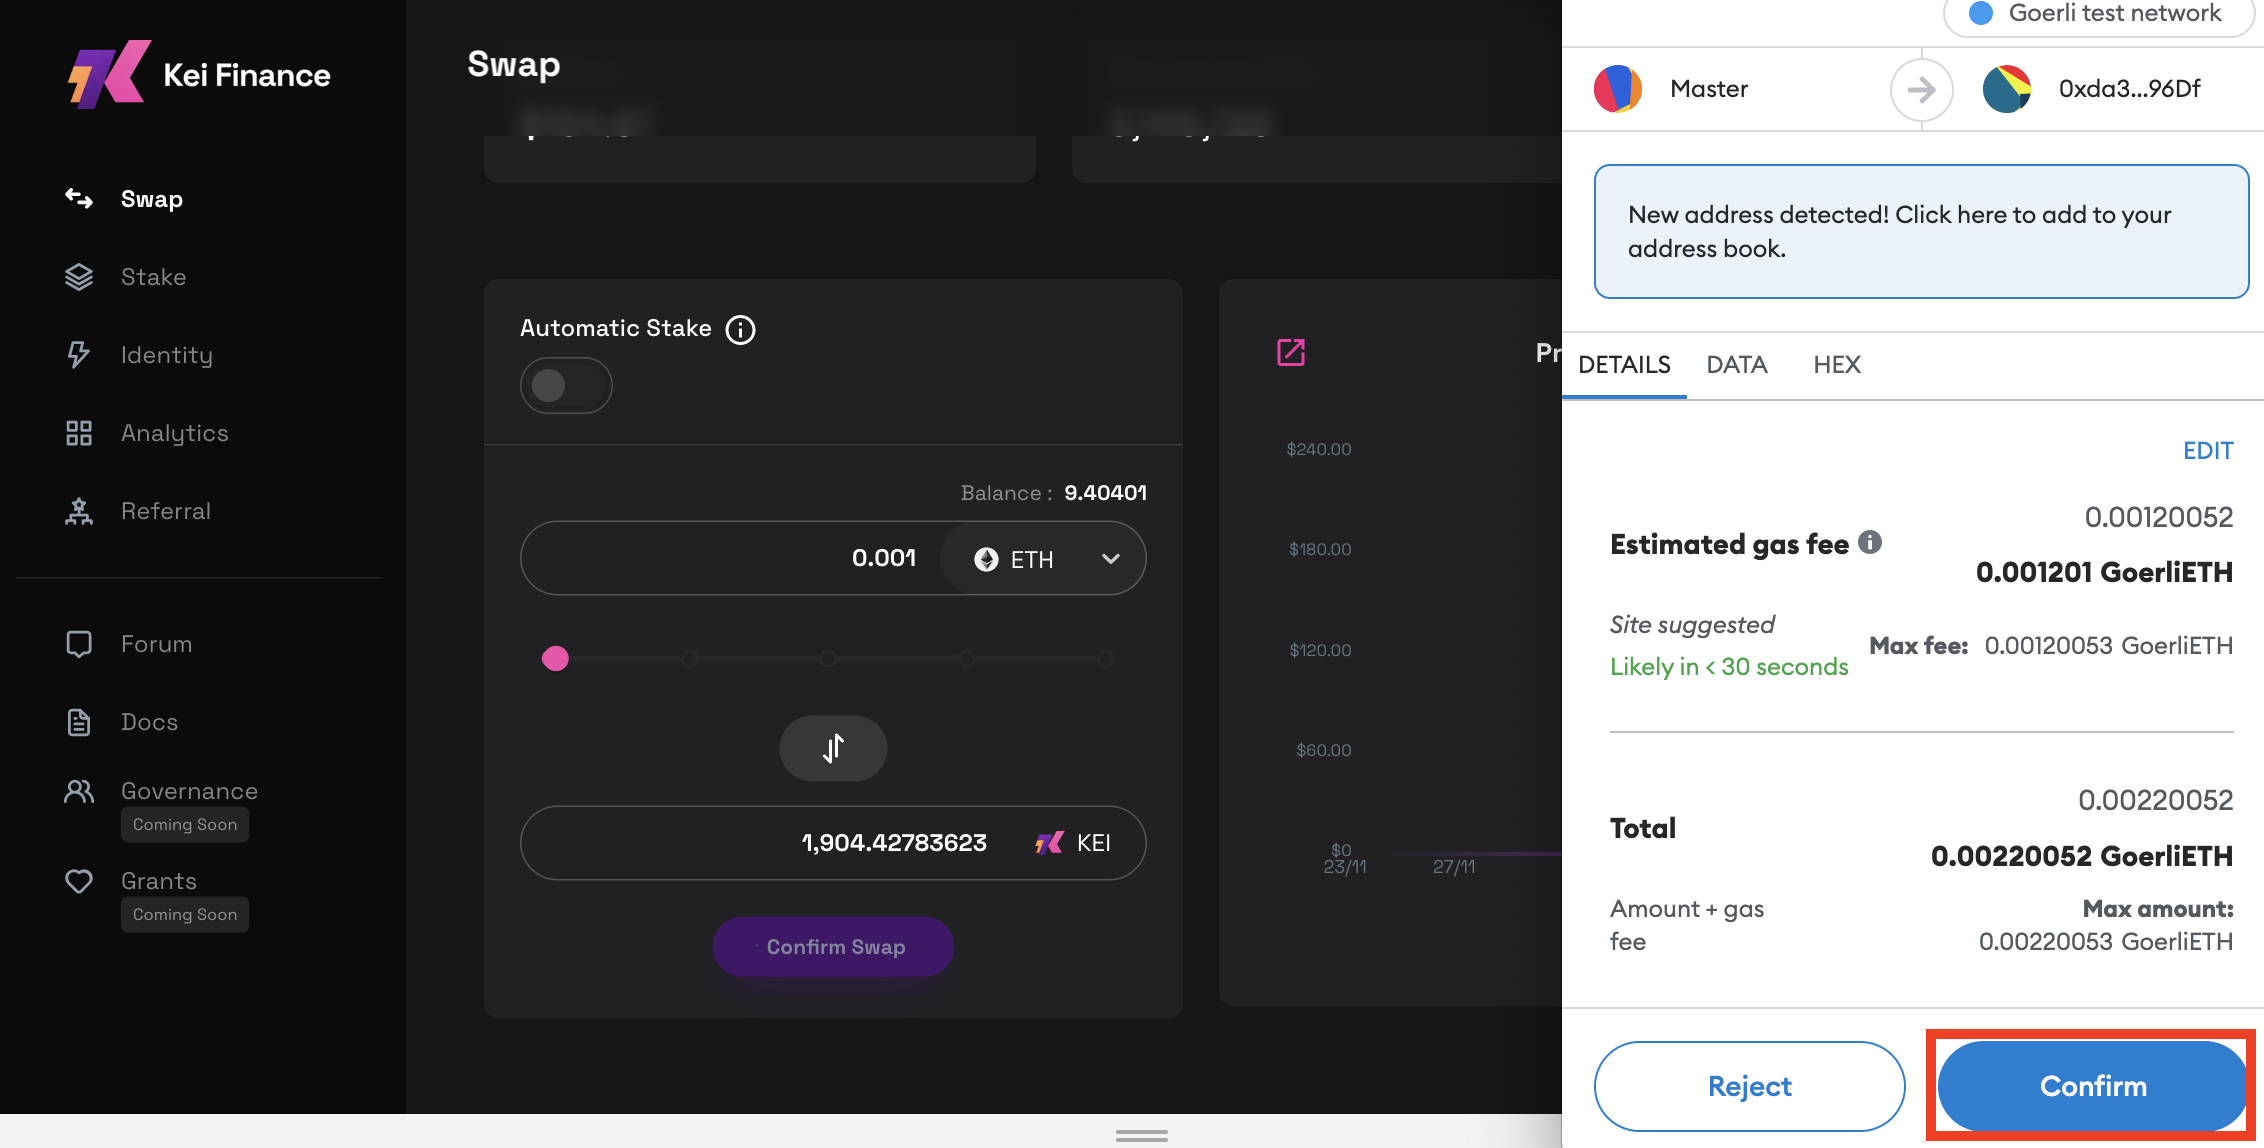 Kei Finance
Swap
Stake
Identity
Analytics
Referral
Forum
Docs
Governance
Coming Soon
Grants
Coming Soon
Swap
Automatic Stake
Balance : 9.40401
0.001 ETH
1,904.42783623 KEI
Confirm Swap
Pr
$240.00
$180.00
$120.00
$60.00
$0
23/11 27/11
Goerli test network
Master 0xda3...96Df
New address detected! Click here to add to your
address book.
DETAILS DATA HEX
EDIT
0.00120052
Estimated gas fee
0.001201 GoerliETH
Site suggested
Likely in < 30 seconds
Max fee: 0.00120053 GoerliETH
0.00220052
Total
0.00220052 GoerliETH
Amount + gas
fee
Max amount:
0.00220053 GoerliETH
Reject Confirm